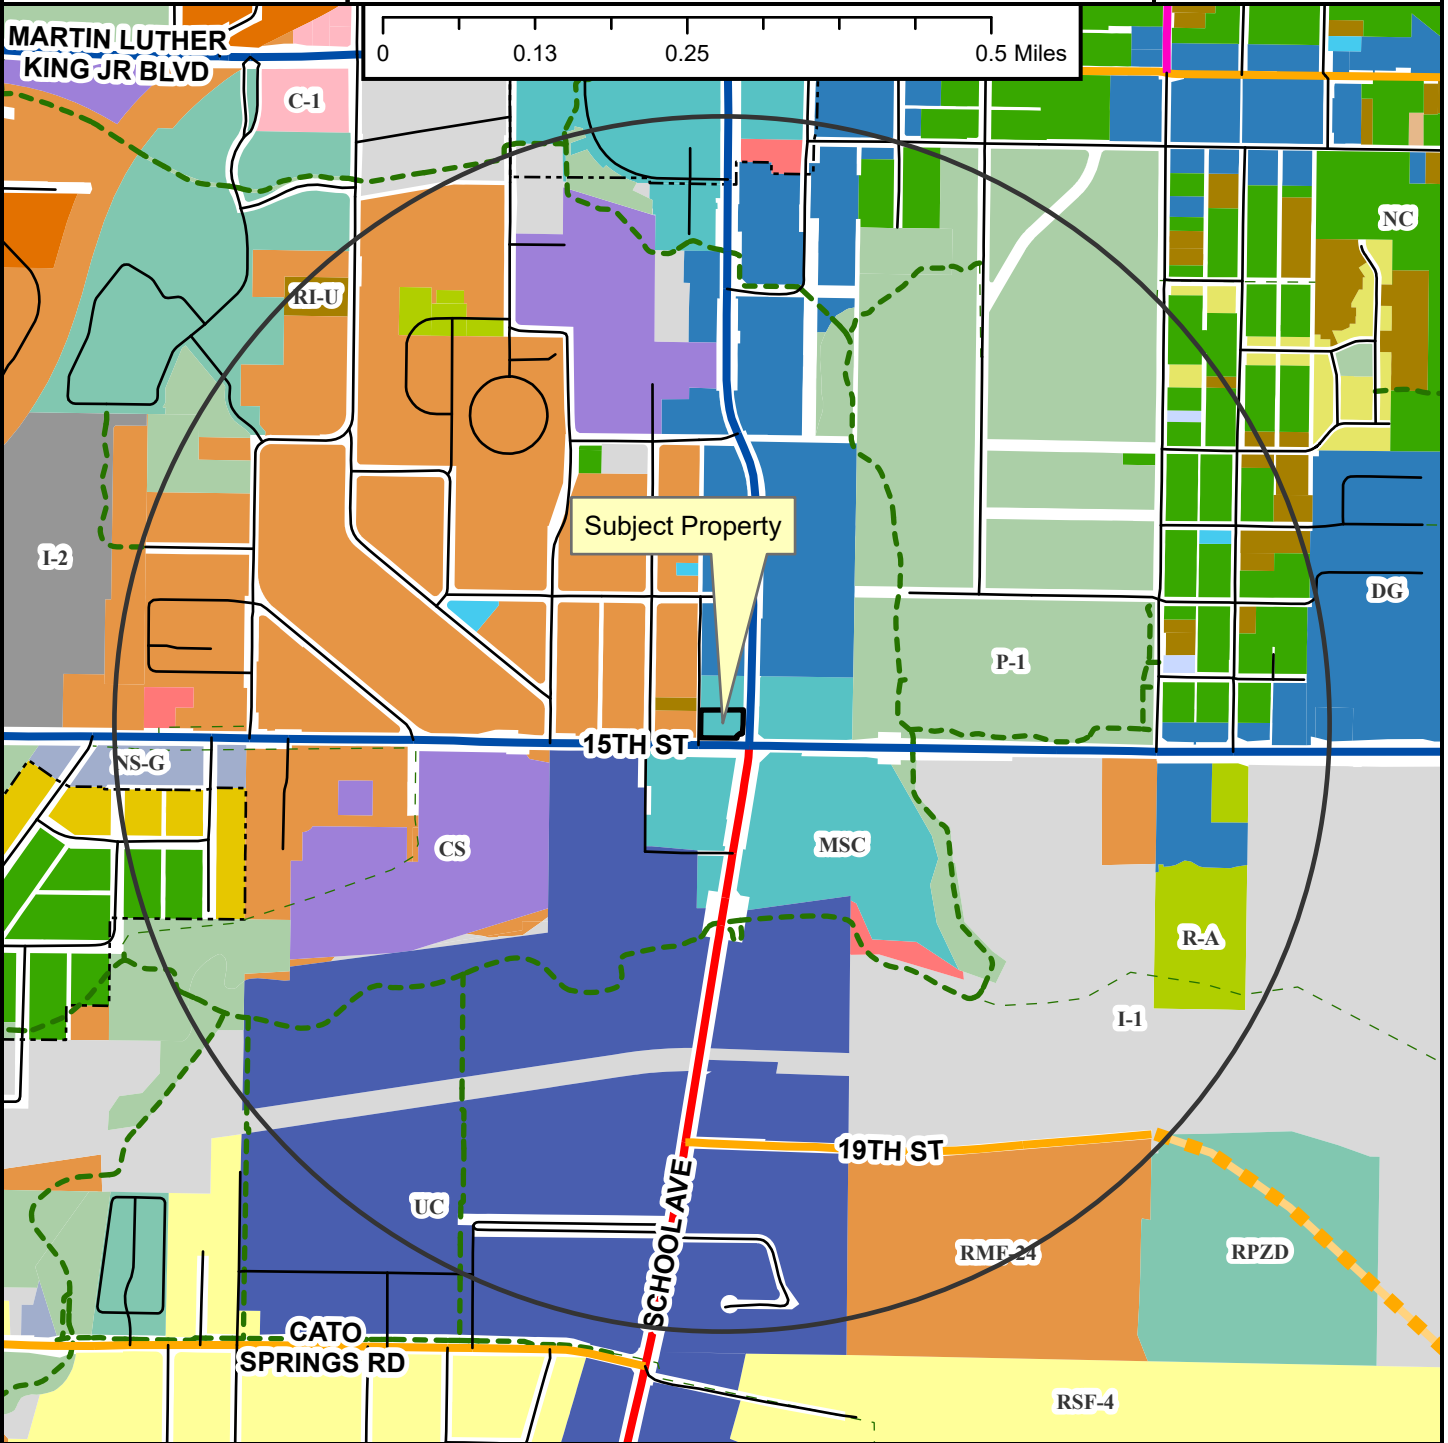 MARTIN LUTHER
KING JR BLVD
0 0.13 0.25 0.5 Miles
C-1
NC
RI-U
Subject Property
I-2
DG
P-1
15TH ST
NS-G
CS
MSC
R-A
I-1
19TH ST
UC
SCHOOL AVE
RMF-24
RPZD
CATO
SPRINGS RD
RSF-4